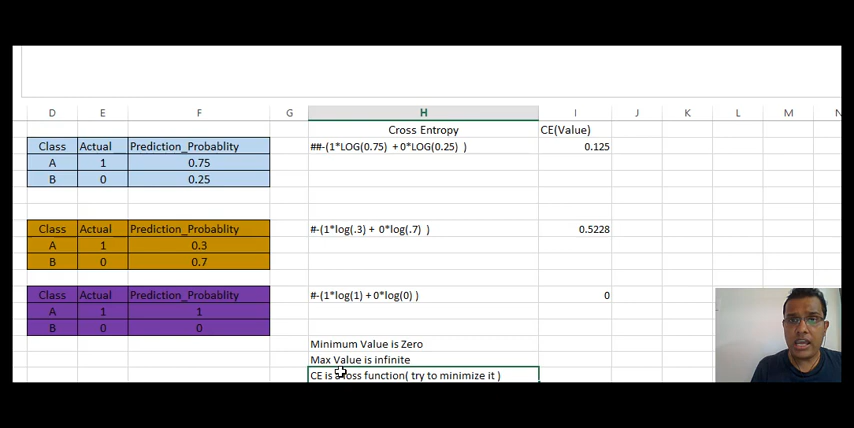 D E F G H I J K L M N
Cross Entropy CE(Value)
Class Actual Prediction_Probablity ##-(1*LOG(0.75) + 0*LOG(0.25) ) 0.125
A 1 0.75
B 0 0.25
Class Actual Prediction_Probablity #-(1*log(.3) + 0*log(.7) ) 0.5228
A 1 0.3
B 0 0.7
Class Actual Prediction_Probablity #-(1*log(1) + 0*log(0) ) 0
A 1 1
B 0 0
Minimum Value is Zero
Max Value is infinite
CE is a loss function( try to minimize it )